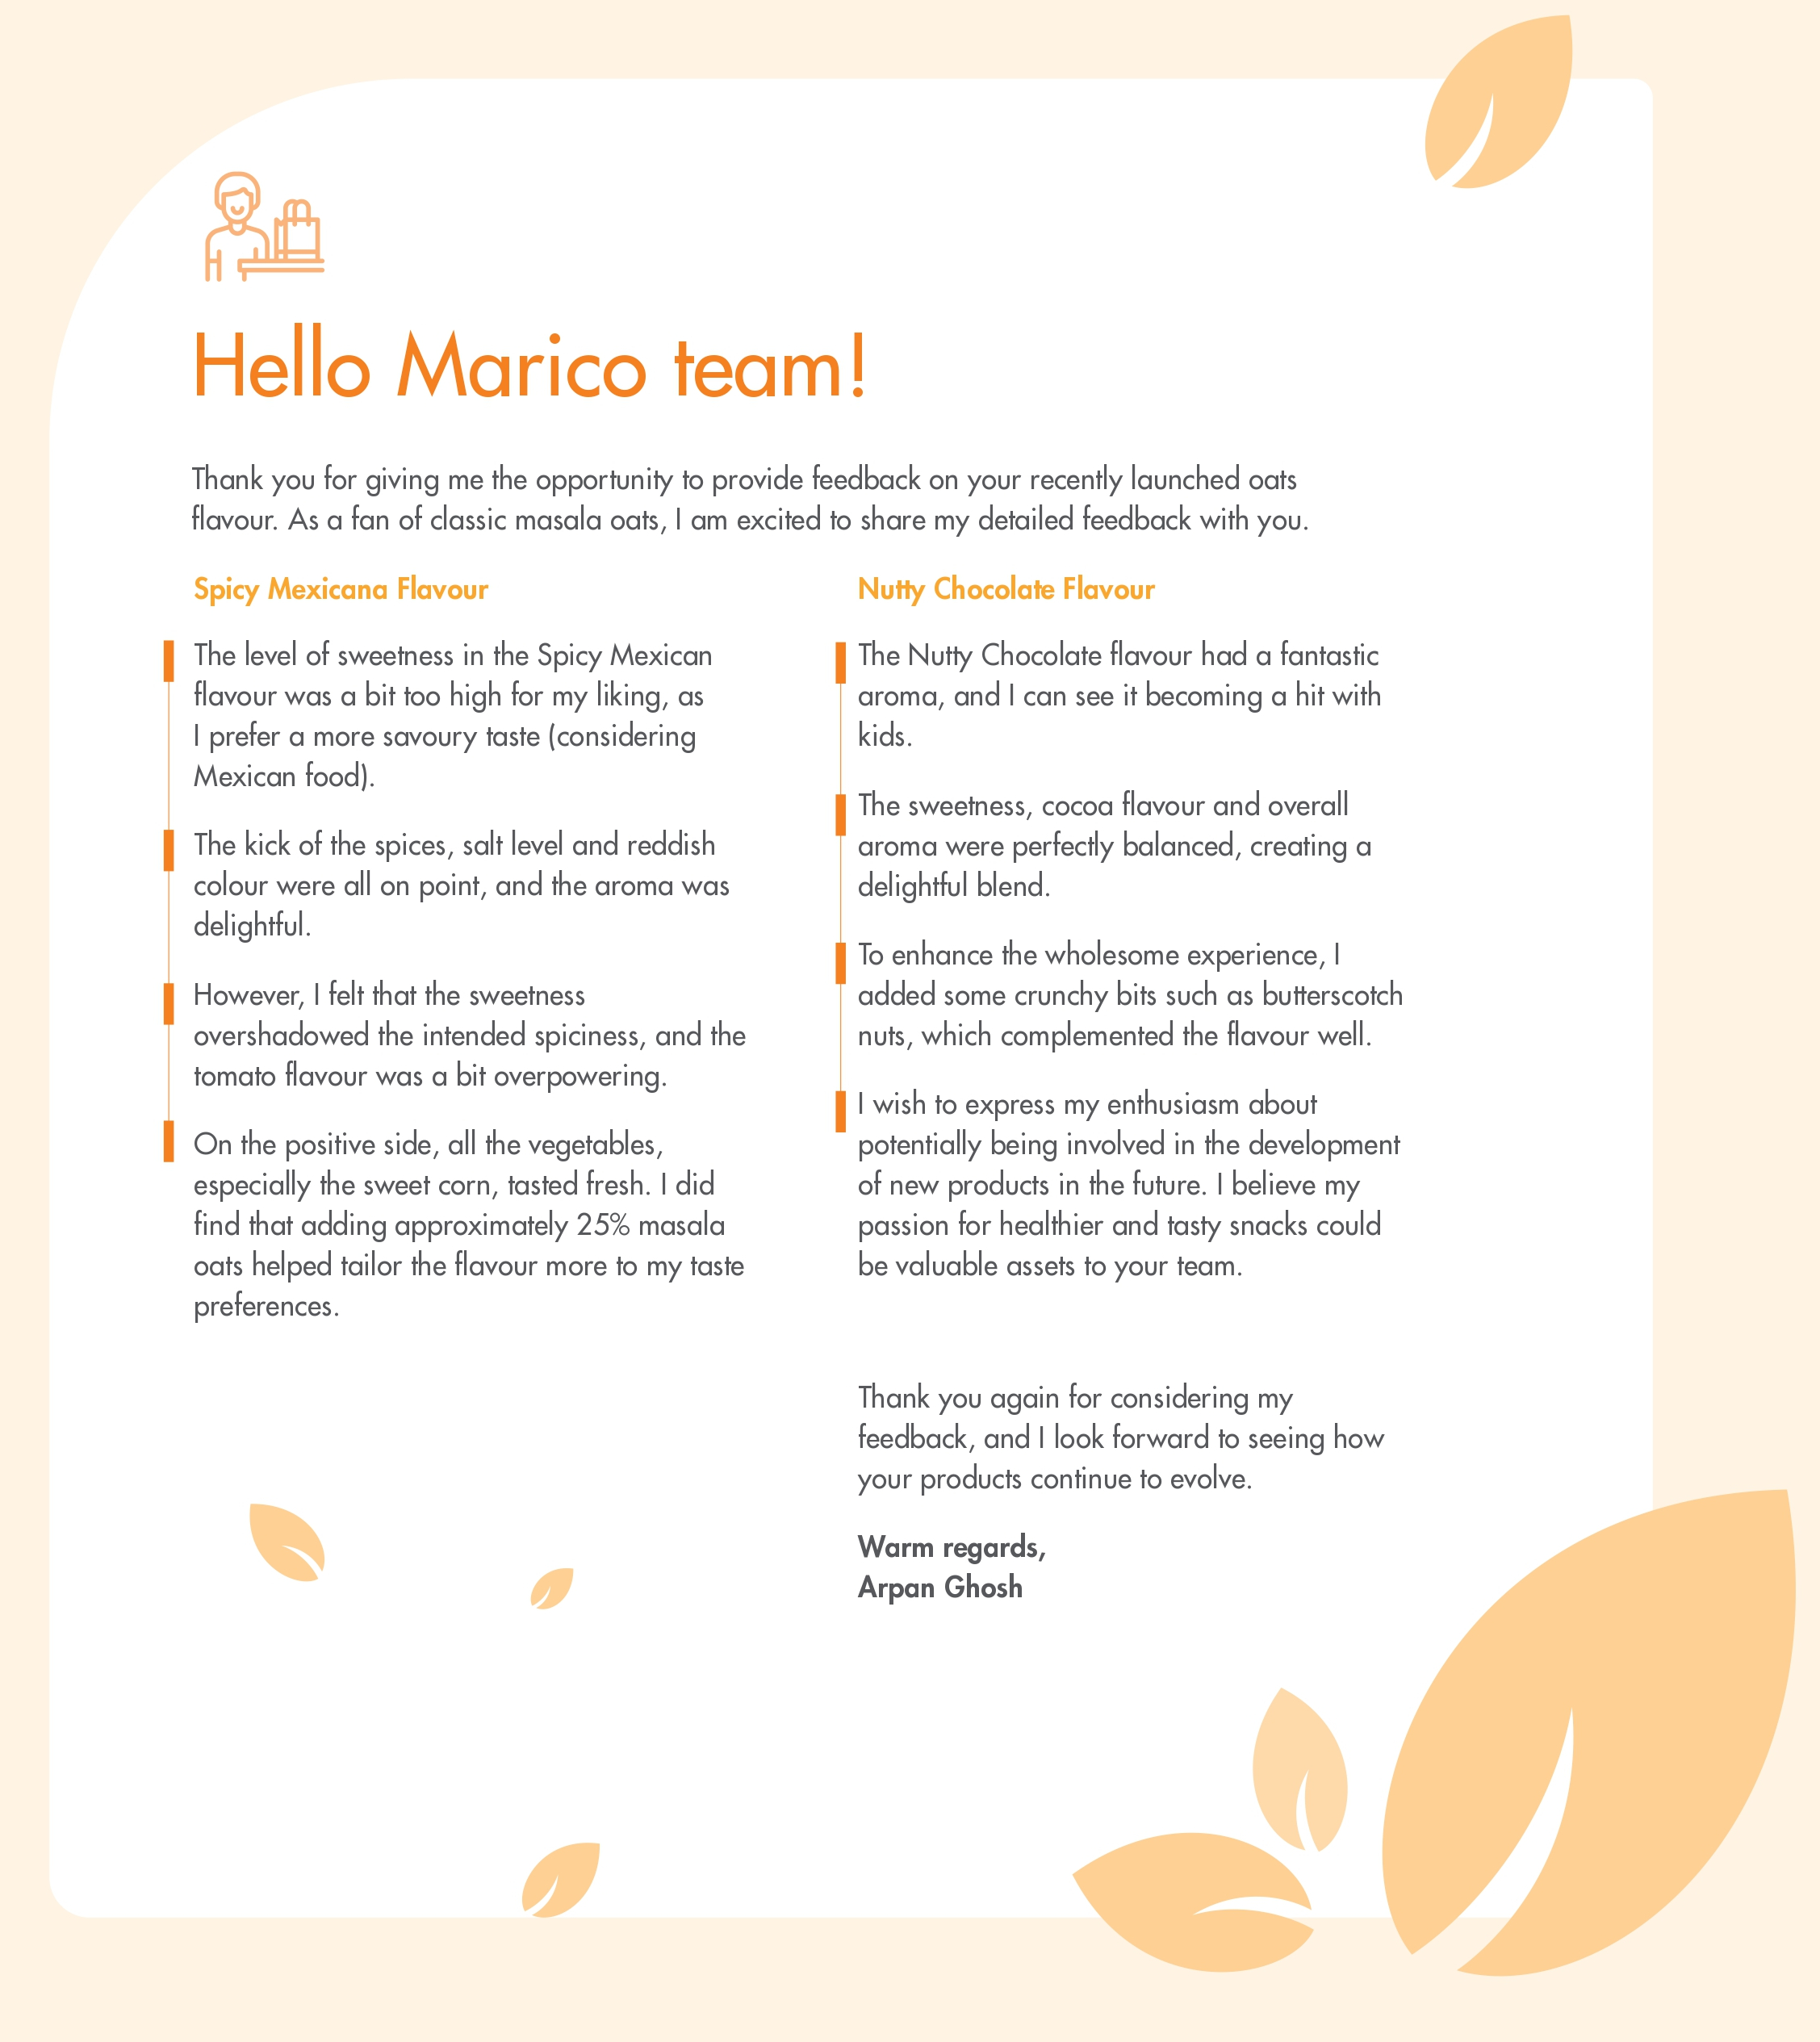 Hello Marico team!
Thank you for giving me the opportunity to provide feedback on your recently launched oats
flavour. As a fan of classic masala oats, I am excited to share my detailed feedback with you.
Spicy Mexicana Flavour
The level of sweetness in the Spicy Mexican
flavour was a bit too high for my liking, as
I prefer a more savoury taste (considering
Mexican food).
The kick of the spices, salt level and reddish
colour were all on point, and the aroma was
delightful.
However, I felt that the sweetness
overshadowed the intended spiciness, and the
tomato flavour was a bit overpowering.
On the positive side, all the vegetables,
especially the sweet corn, tasted fresh. I did
find that adding approximately 25% masala
oats helped tailor the flavour more to my taste
preferences.
Nutty Chocolate Flavour
The Nutty Chocolate flavour had a fantastic
aroma, and I can see it becoming a hit with
kids.
The sweetness, cocoa flavour and overall
aroma were perfectly balanced, creating a
delightful blend.
To enhance the wholesome experience, I
added some crunchy bits such as butterscotch
nuts, which complemented the flavour well.
I wish to express my enthusiasm about
potentially being involved in the development
of new products in the future. I believe my
passion for healthier and tasty snacks could
be valuable assets to your team.
Thank you again for considering my
feedback, and I look forward to seeing how
your products continue to evolve.
Warm regards,
Arpan Ghosh